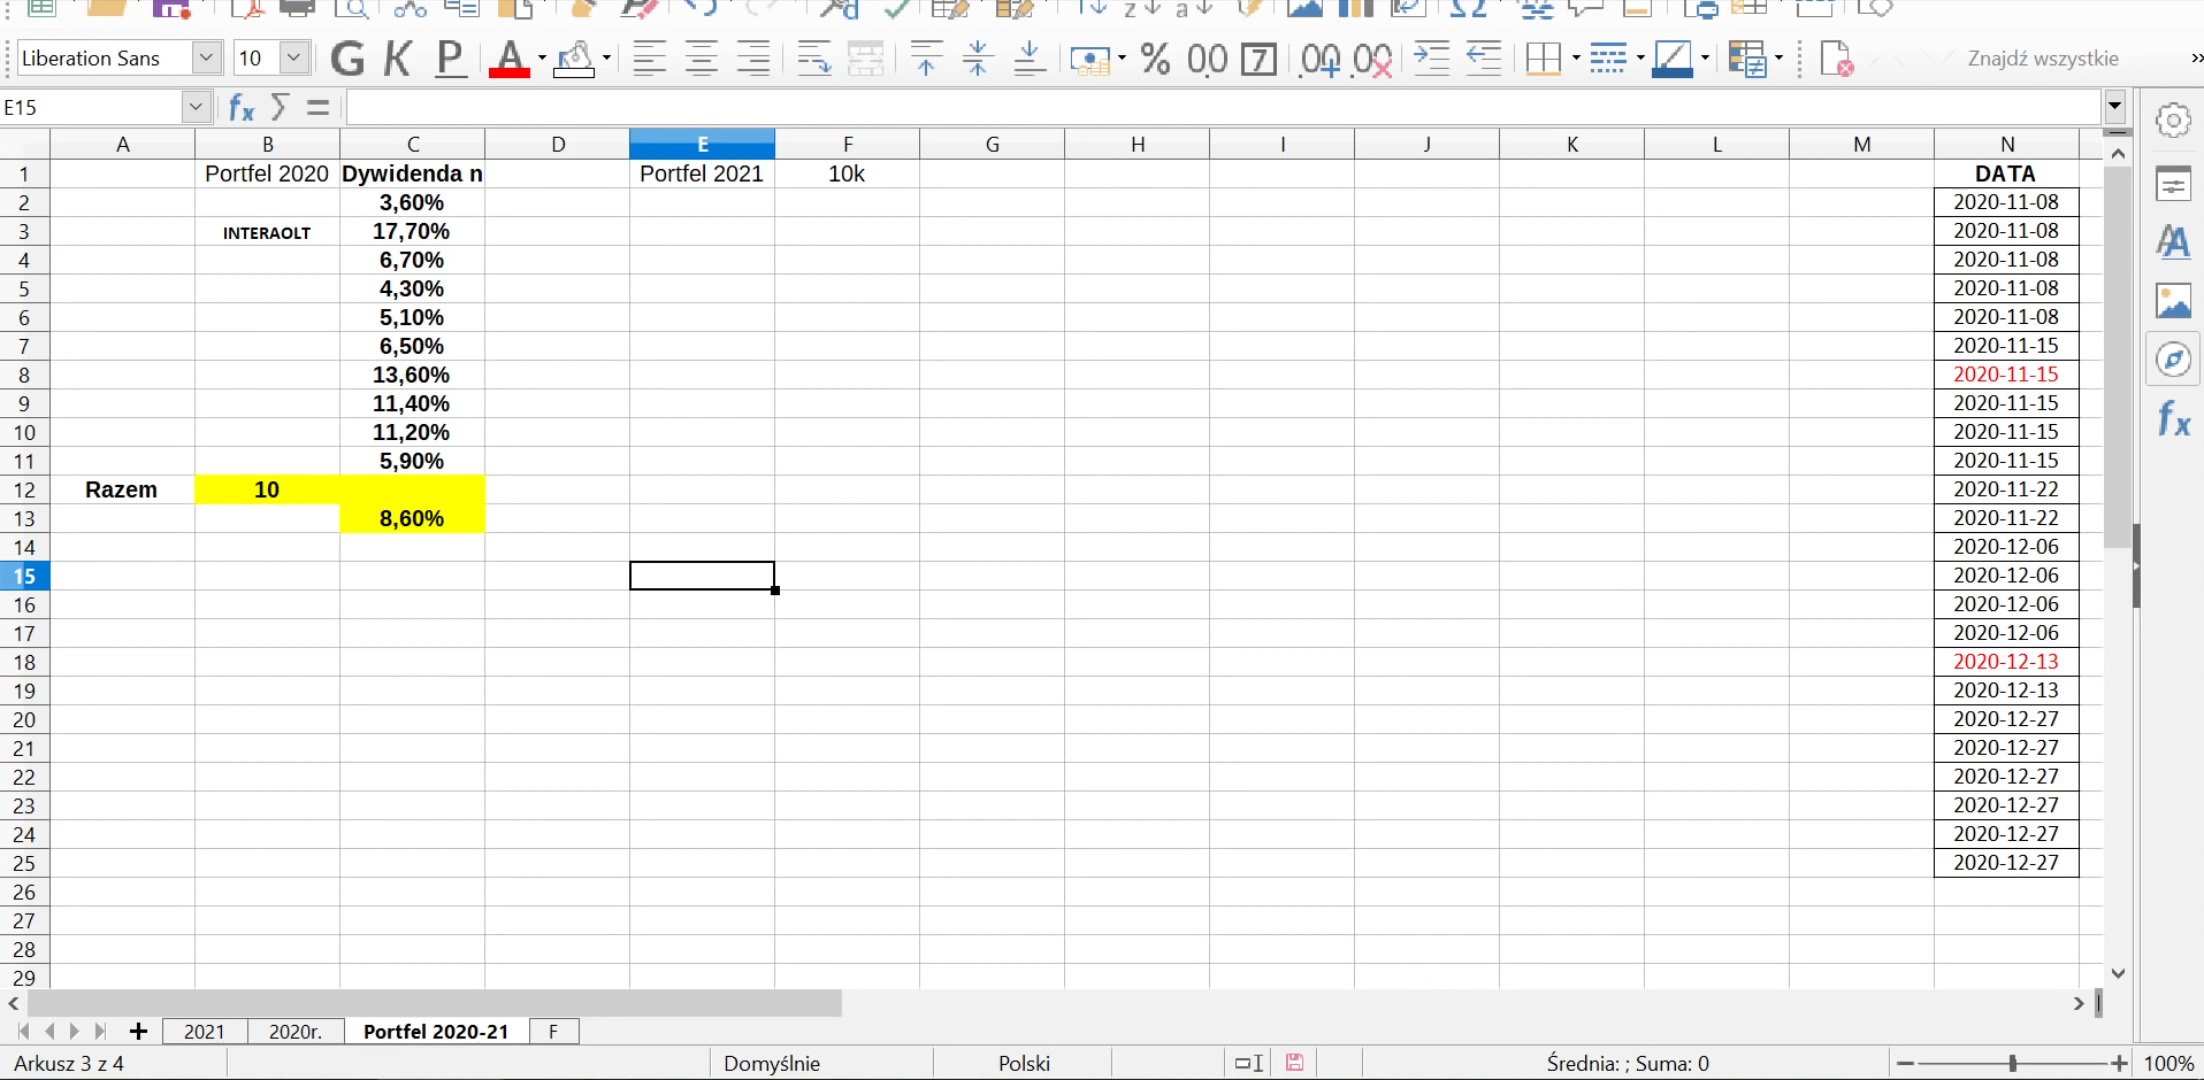 Liberation Sans 10 G K P A % 0,0 7 ,00 0,0 Znajdź wszystkie
E15 fx Σ =
A B C D E F G H I J K L M N
1 Portfel 2020 Dywidenda n Portfel 2021 10k DATA
2 3,60% 2020-11-08
3 INTERAOLT 17,70% 2020-11-08
4 6,70% 2020-11-08
5 4,30% 2020-11-08
6 5,10% 2020-11-08
7 6,50% 2020-11-15
8 13,60% 2020-11-15
9 11,40% 2020-11-15
10 11,20% 2020-11-15
11 5,90% 2020-11-15
12 Razem 10 2020-11-22
13 8,60% 2020-11-22
14 2020-12-06
15 2020-12-06
16 2020-12-06
17 2020-12-06
18 2020-12-13
19 2020-12-13
20 2020-12-27
21 2020-12-27
22 2020-12-27
23 2020-12-27
24 2020-12-27
25 2020-12-27
26
27
28
29
2021 2020r. Portfel 2020-21 F
Arkusz 3 z 4 Domyślnie Polski Średnia: ; Suma: 0 100%